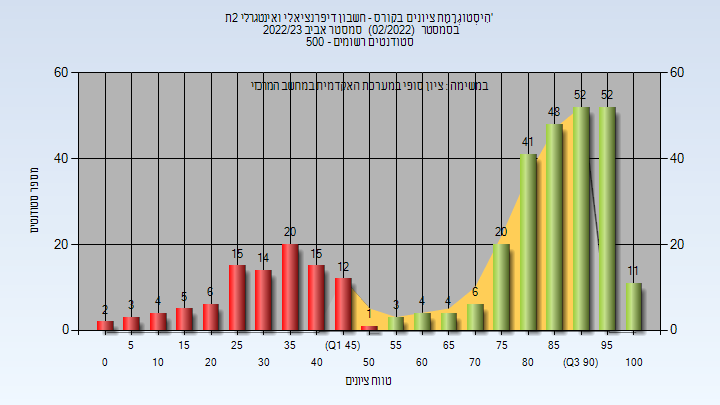 היסטוגרמת ציונים בקורס - חשבון דיפרנציאלי ואינטגרלי 2ת'
בסמסטר (02/2022) סמסטר אביב 2022/23
סטודנטים רשומים - 500
במשימה : ציון סופי במערכת האקדמית במחשב המרכזי
60 60
40 40
20 20
0 0
מספר סטודנטים
2 3 4 5 6 15 14 20 15 12 1 3 4 4 6 20 41 48 52 52 11
5 15 25 35 (Q1 45) 55 65 75 85 95
0 10 20 30 40 50 60 70 80 (Q3 90) 100
טווח ציונים